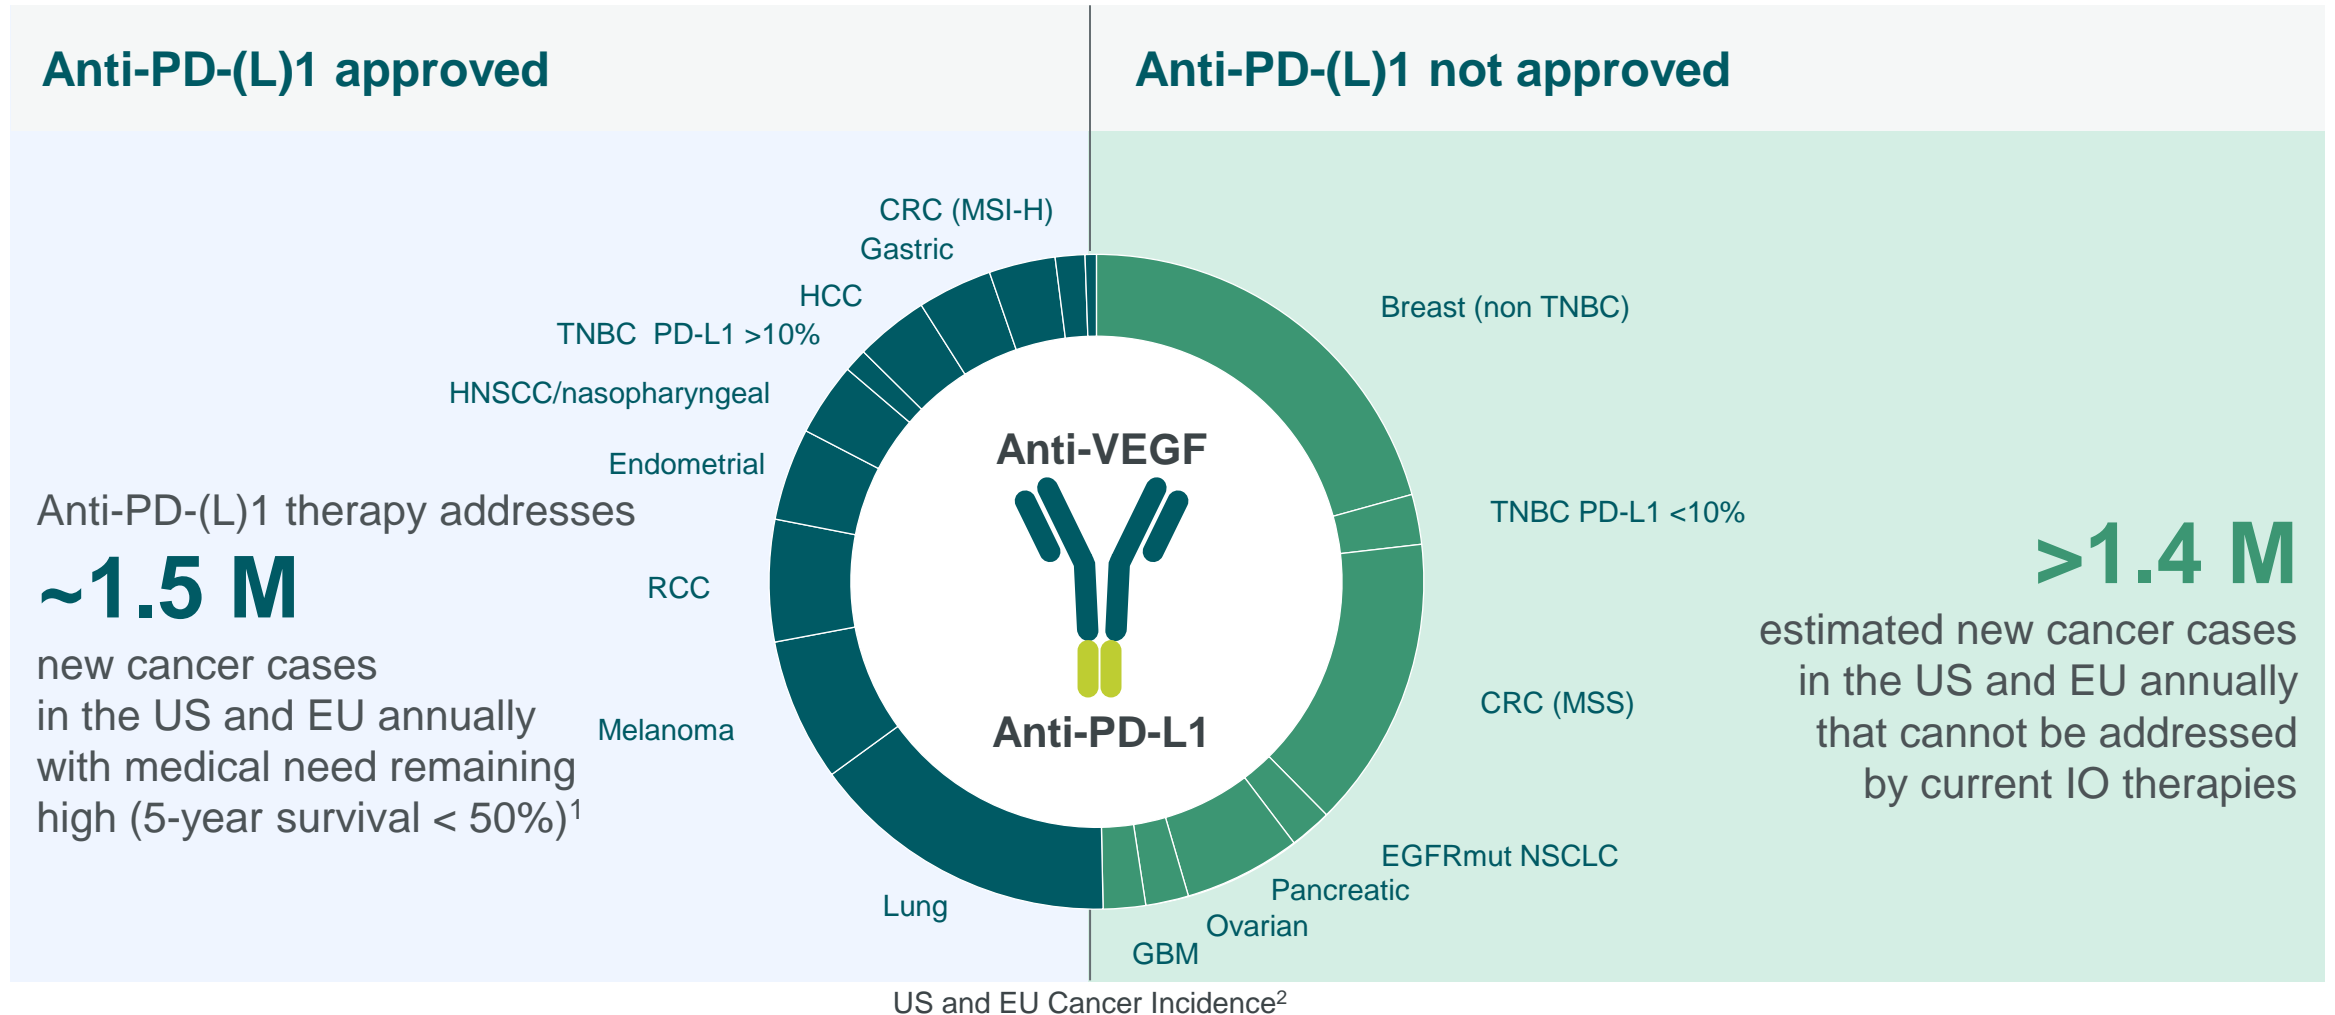 Anti-PD-(L)1 approved
Anti-PD-(L)1 not approved
CRC (MSI-H)
Gastric
HCC
TNBC  PD-L1 >10%
HNSCC/nasopharyngeal
Endometrial
RCC
Melanoma
Lung
Anti-PD-(L)1 therapy addresses
~1.5 M
new cancer cases
in the US and EU annually
with medical need remaining
high (5-year survival < 50%)¹
Anti-VEGF
Anti-PD-L1
Breast (non TNBC)
TNBC PD-L1 <10%
CRC (MSS)
EGFRmut NSCLC
Pancreatic
Ovarian
GBM
>1.4 M
estimated new cancer cases
in the US and EU annually
that cannot be addressed
by current IO therapies
US and EU Cancer Incidence²